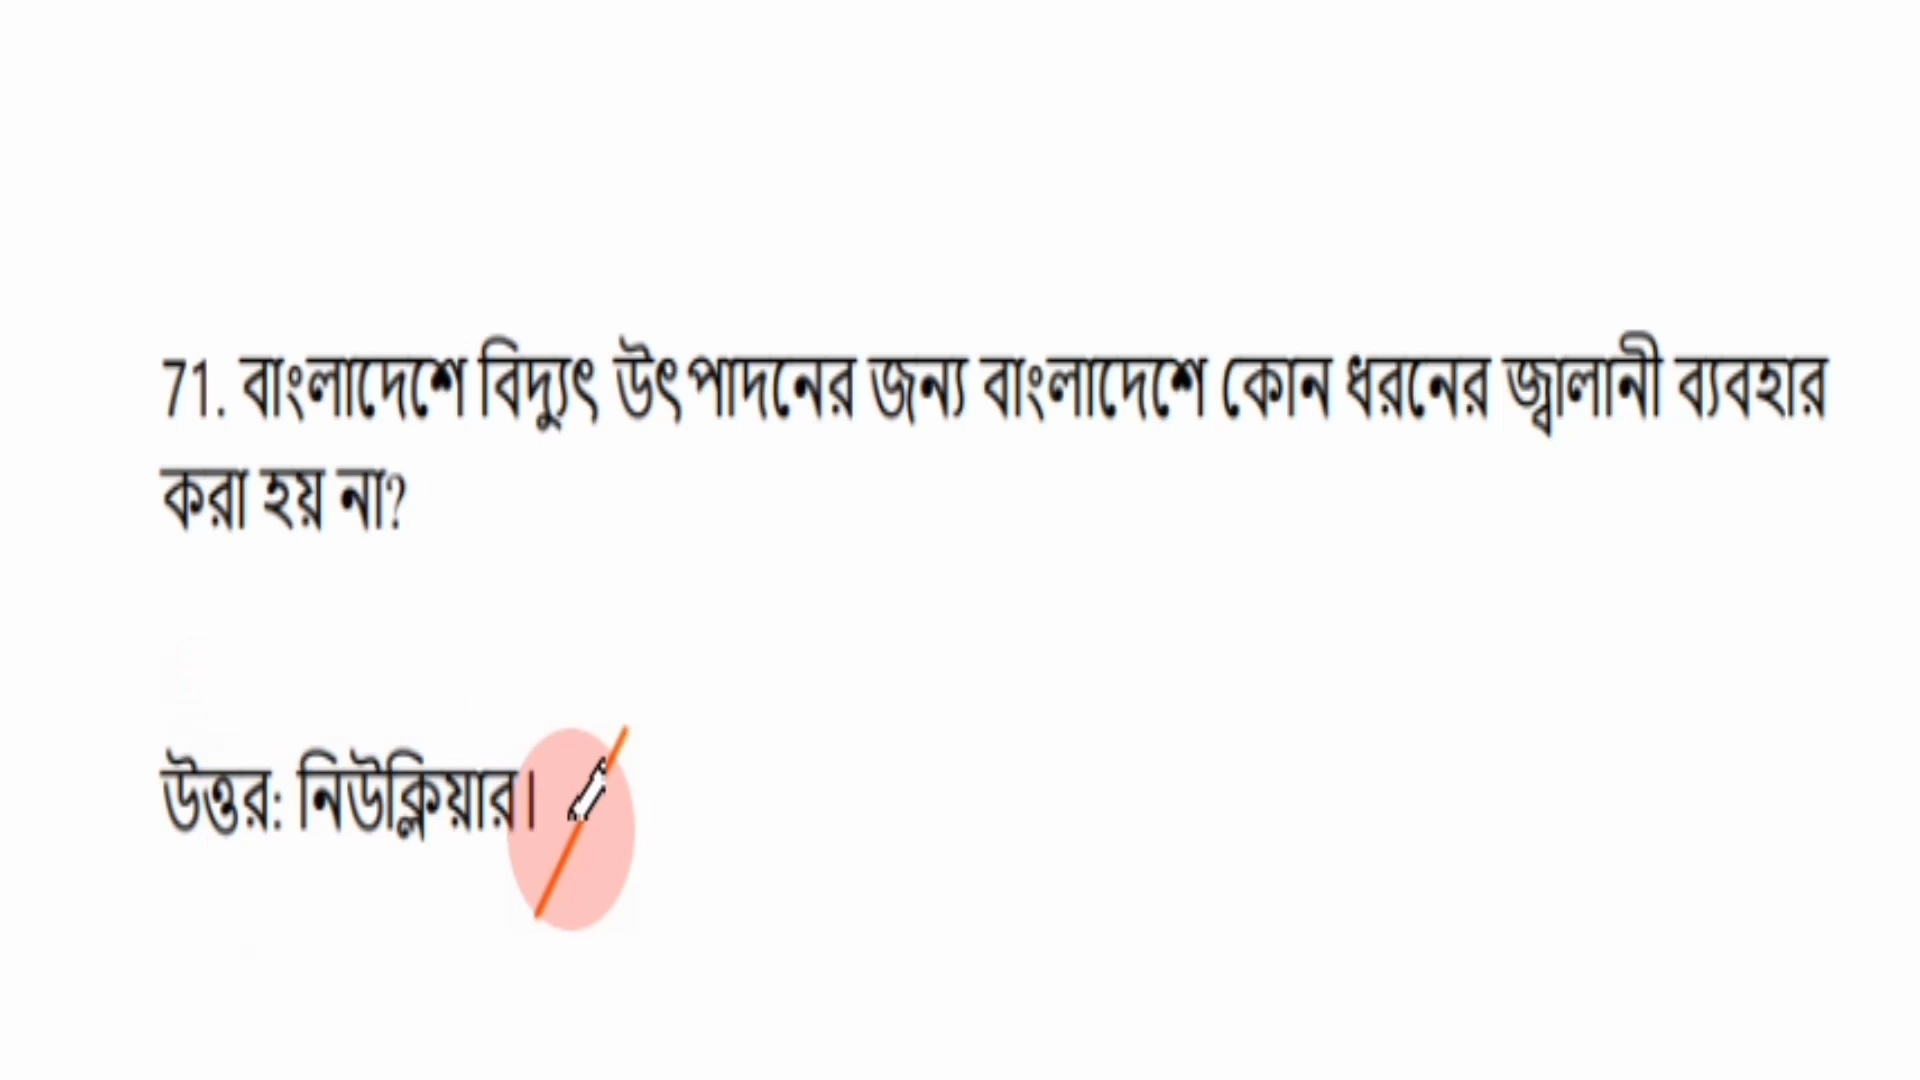 71. বাংলাদেশে বিদ্যুৎ উৎপাদনের জন্য বাংলাদেশে কোন ধরনের জ্বালানী ব্যবহার
করা হয় না?
উত্তর: নিউক্লিয়ার।